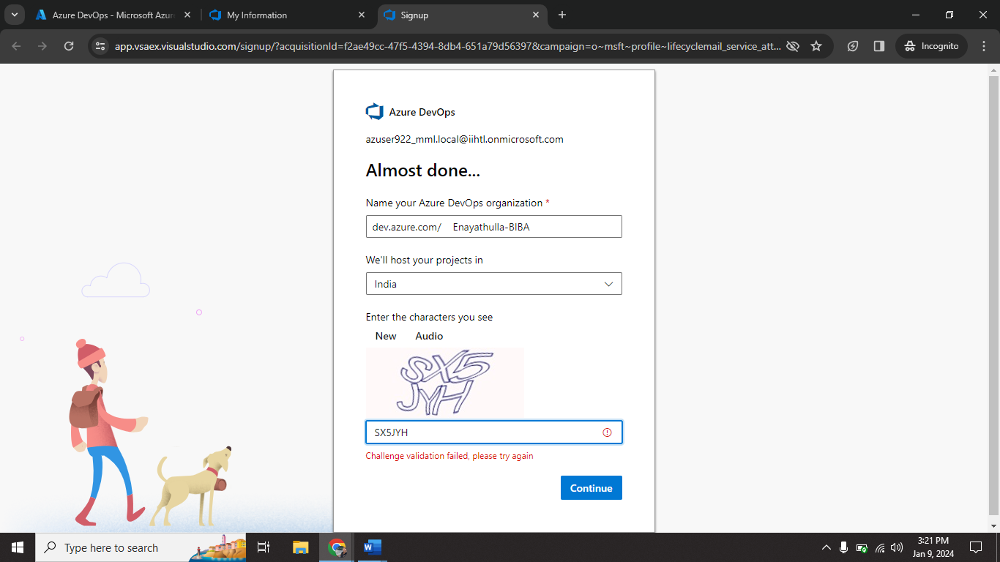 Azure DevOps - Microsoft Azure
My Information
Signup
app.vsaex.visualstudio.com/signup/?acquisitionId=f2ae49cc-47f5-4394-8db4-651a79d56397&campaign=o~msft~profile~lifecyclemail_service_att...
Incognito
Azure DevOps
azuser922_mml.local@iihtl.onmicrosoft.com
Almost done...
Name your Azure DevOps organization *
dev.azure.com/ Enayathulla-BIBA
We'll host your projects in
India
Enter the characters you see
New Audio
SX5
JYH
SX5JYH
Challenge validation failed, please try again
Continue
Type here to search
3:21 PM
Jan 9, 2024